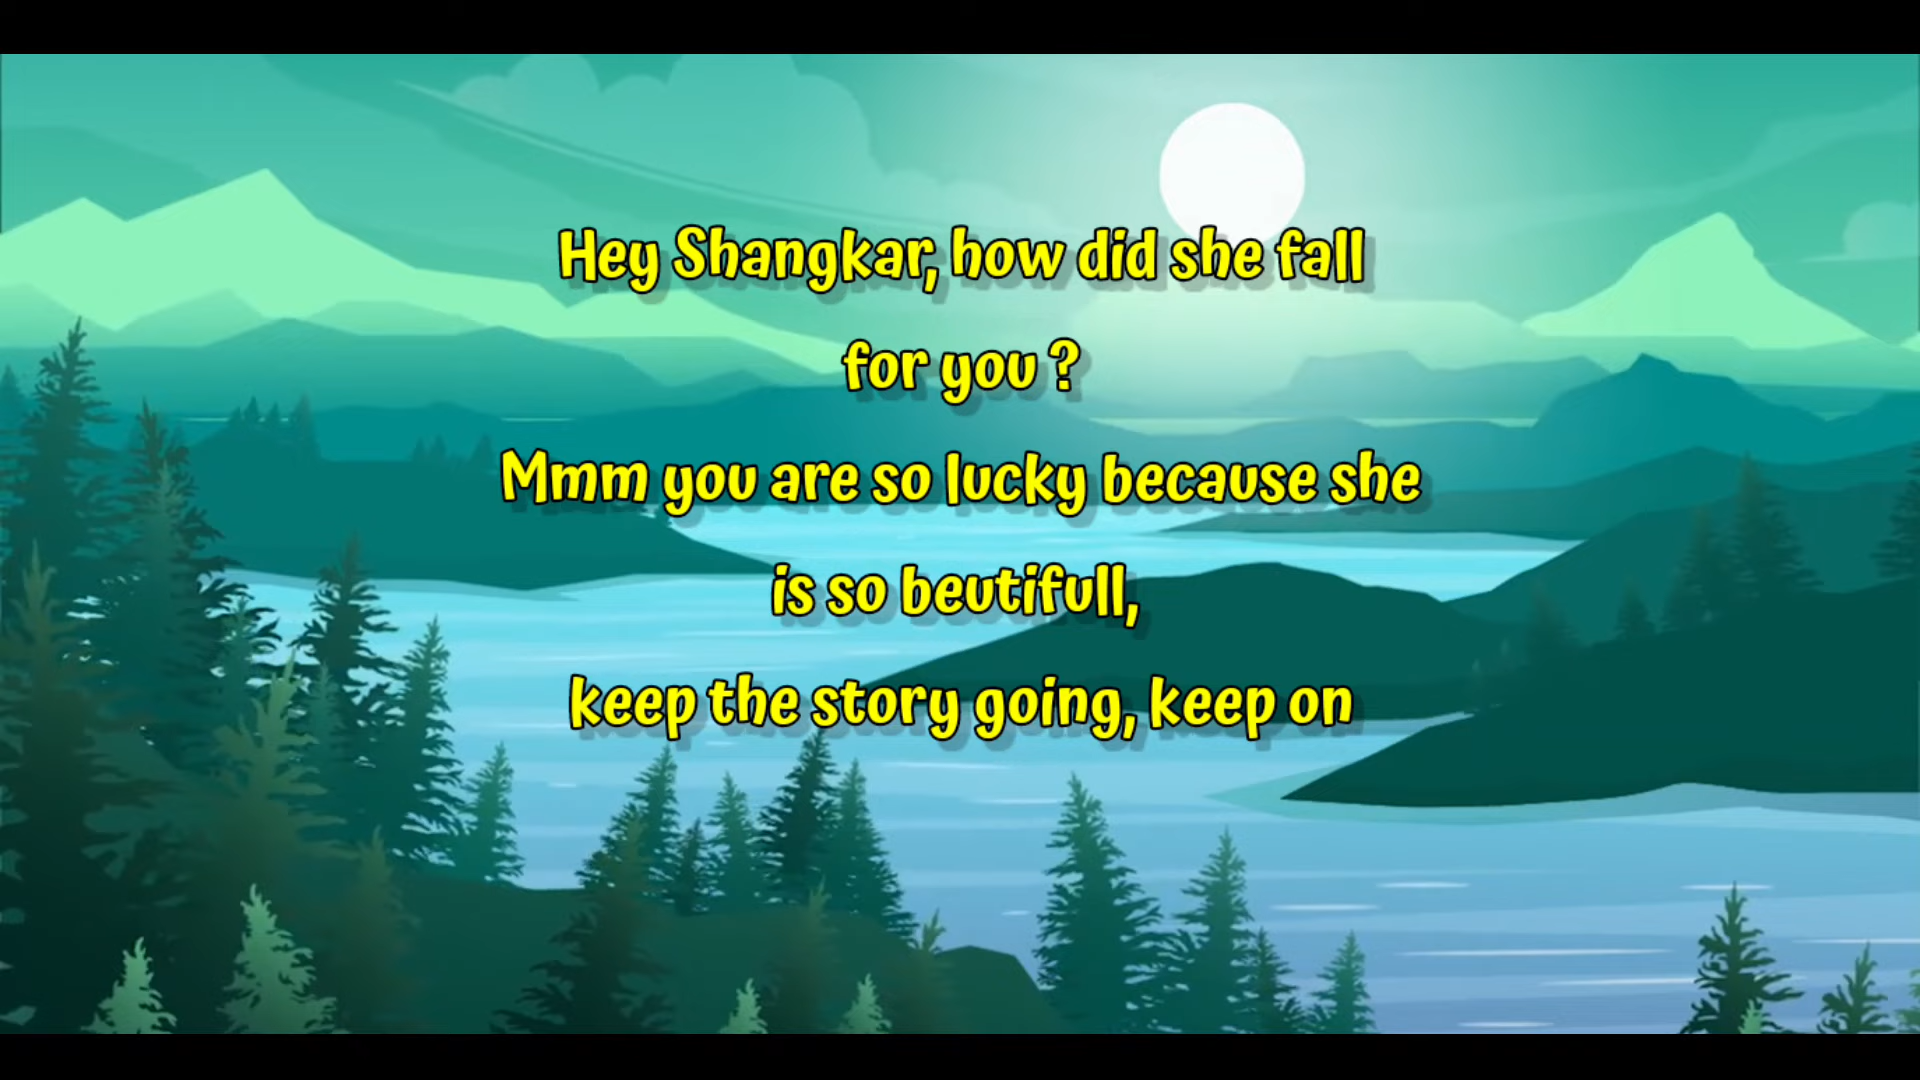 Hey Shangkar, how did she fall
for you ?
Mmm you are so lucky because she
is so beutifull,
keep the story going, keep on